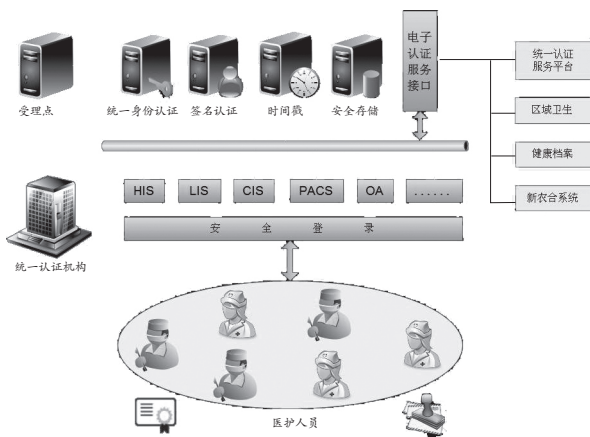 电子
认证
服务
接口
统一认证
服务平台
区域卫生
健康档案
新农合系统
受理点
统一身份认证
签名认证
时间戳
安全存储
HIS
LIS
CIS
PACS
OA
......
安全登录
统一认证机构
医护人员